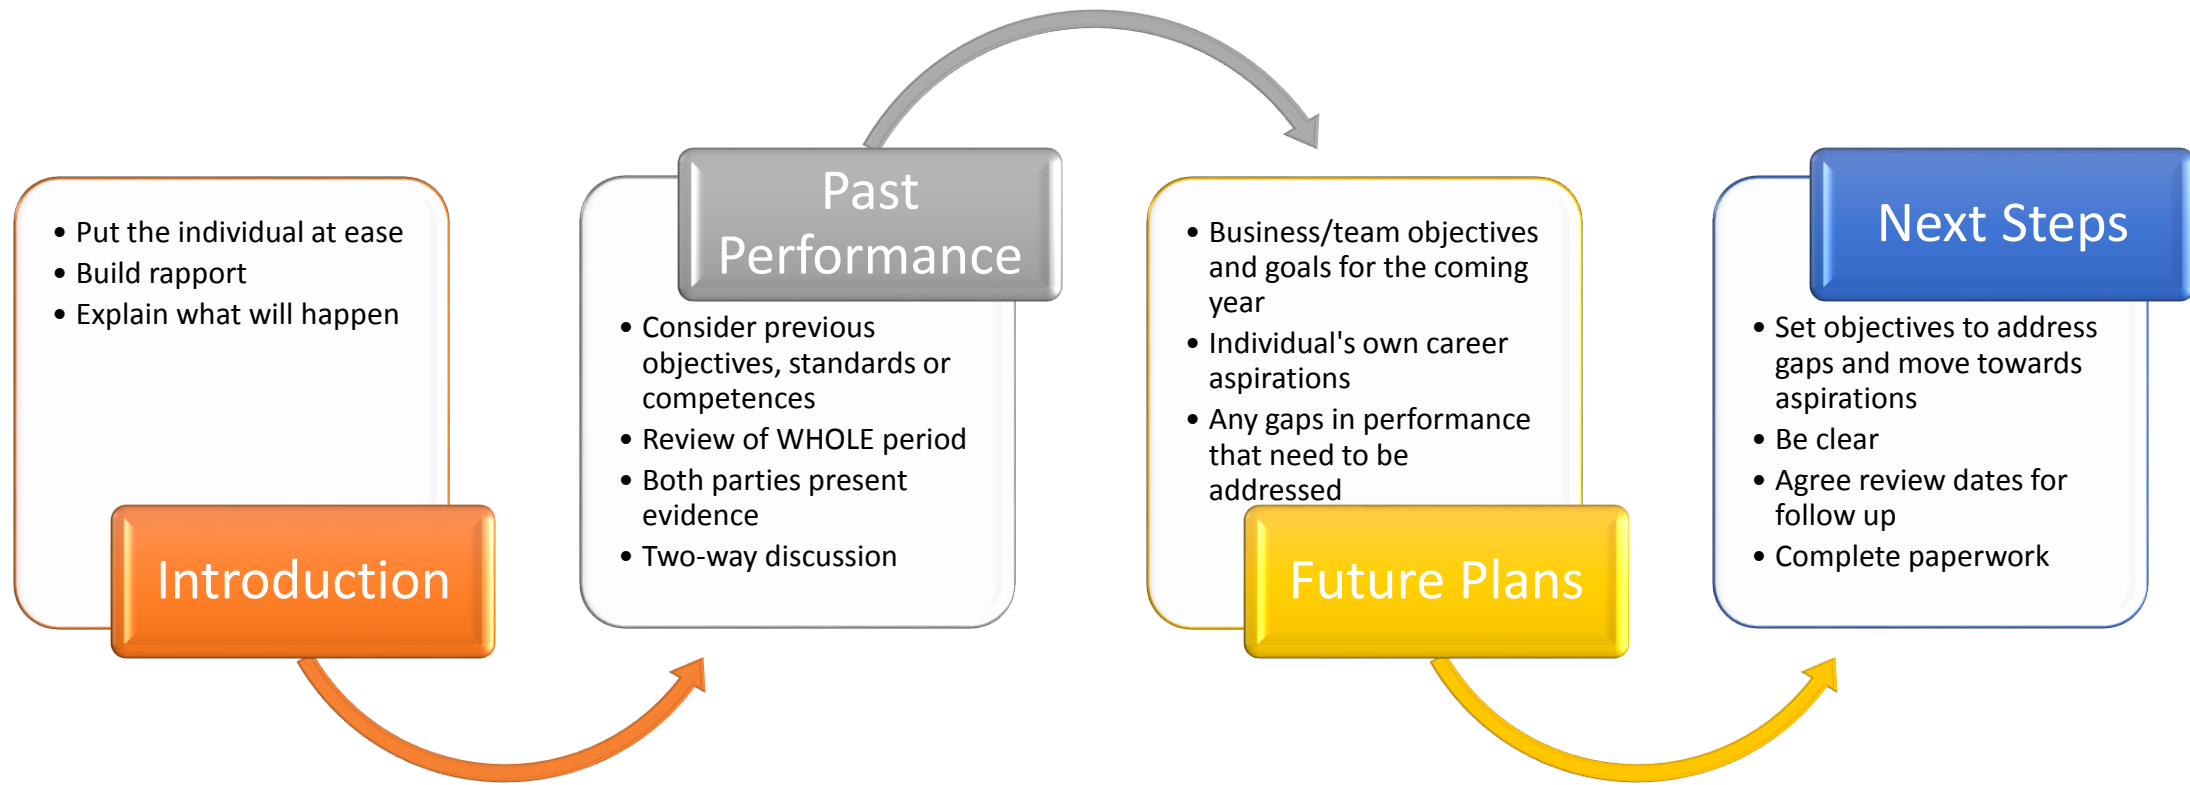 • Put the individual at ease
• Build rapport
• Explain what will happen
Introduction
Past
Performance
• Consider previous
objectives, standards or
competences
• Review of WHOLE period
• Both parties present
evidence
• Two-way discussion
• Business/team objectives
and goals for the coming
year
• Individual's own career
aspirations
• Any gaps in performance
that need to be
addressed
Future Plans
Next Steps
• Set objectives to address
gaps and move towards
aspirations
• Be clear
• Agree review dates for
follow up
• Complete paperwork